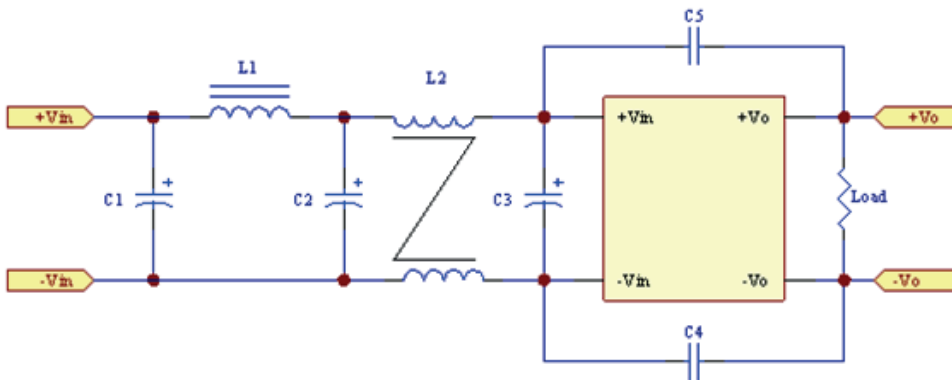 C5
L1
L2
+Vin
+Vin
+Vo
+Vo
C1
+
C2
+
C3
+
Load
-Vin
-Vin
-Vo
-Vo
C4